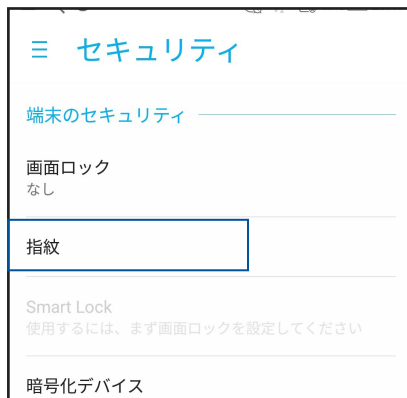 セキュリティ
端末のセキュリティ
画面ロック
なし
指紋
Smart Lock
使用するには、まず画面ロックを設定してください
暗号化デバイス